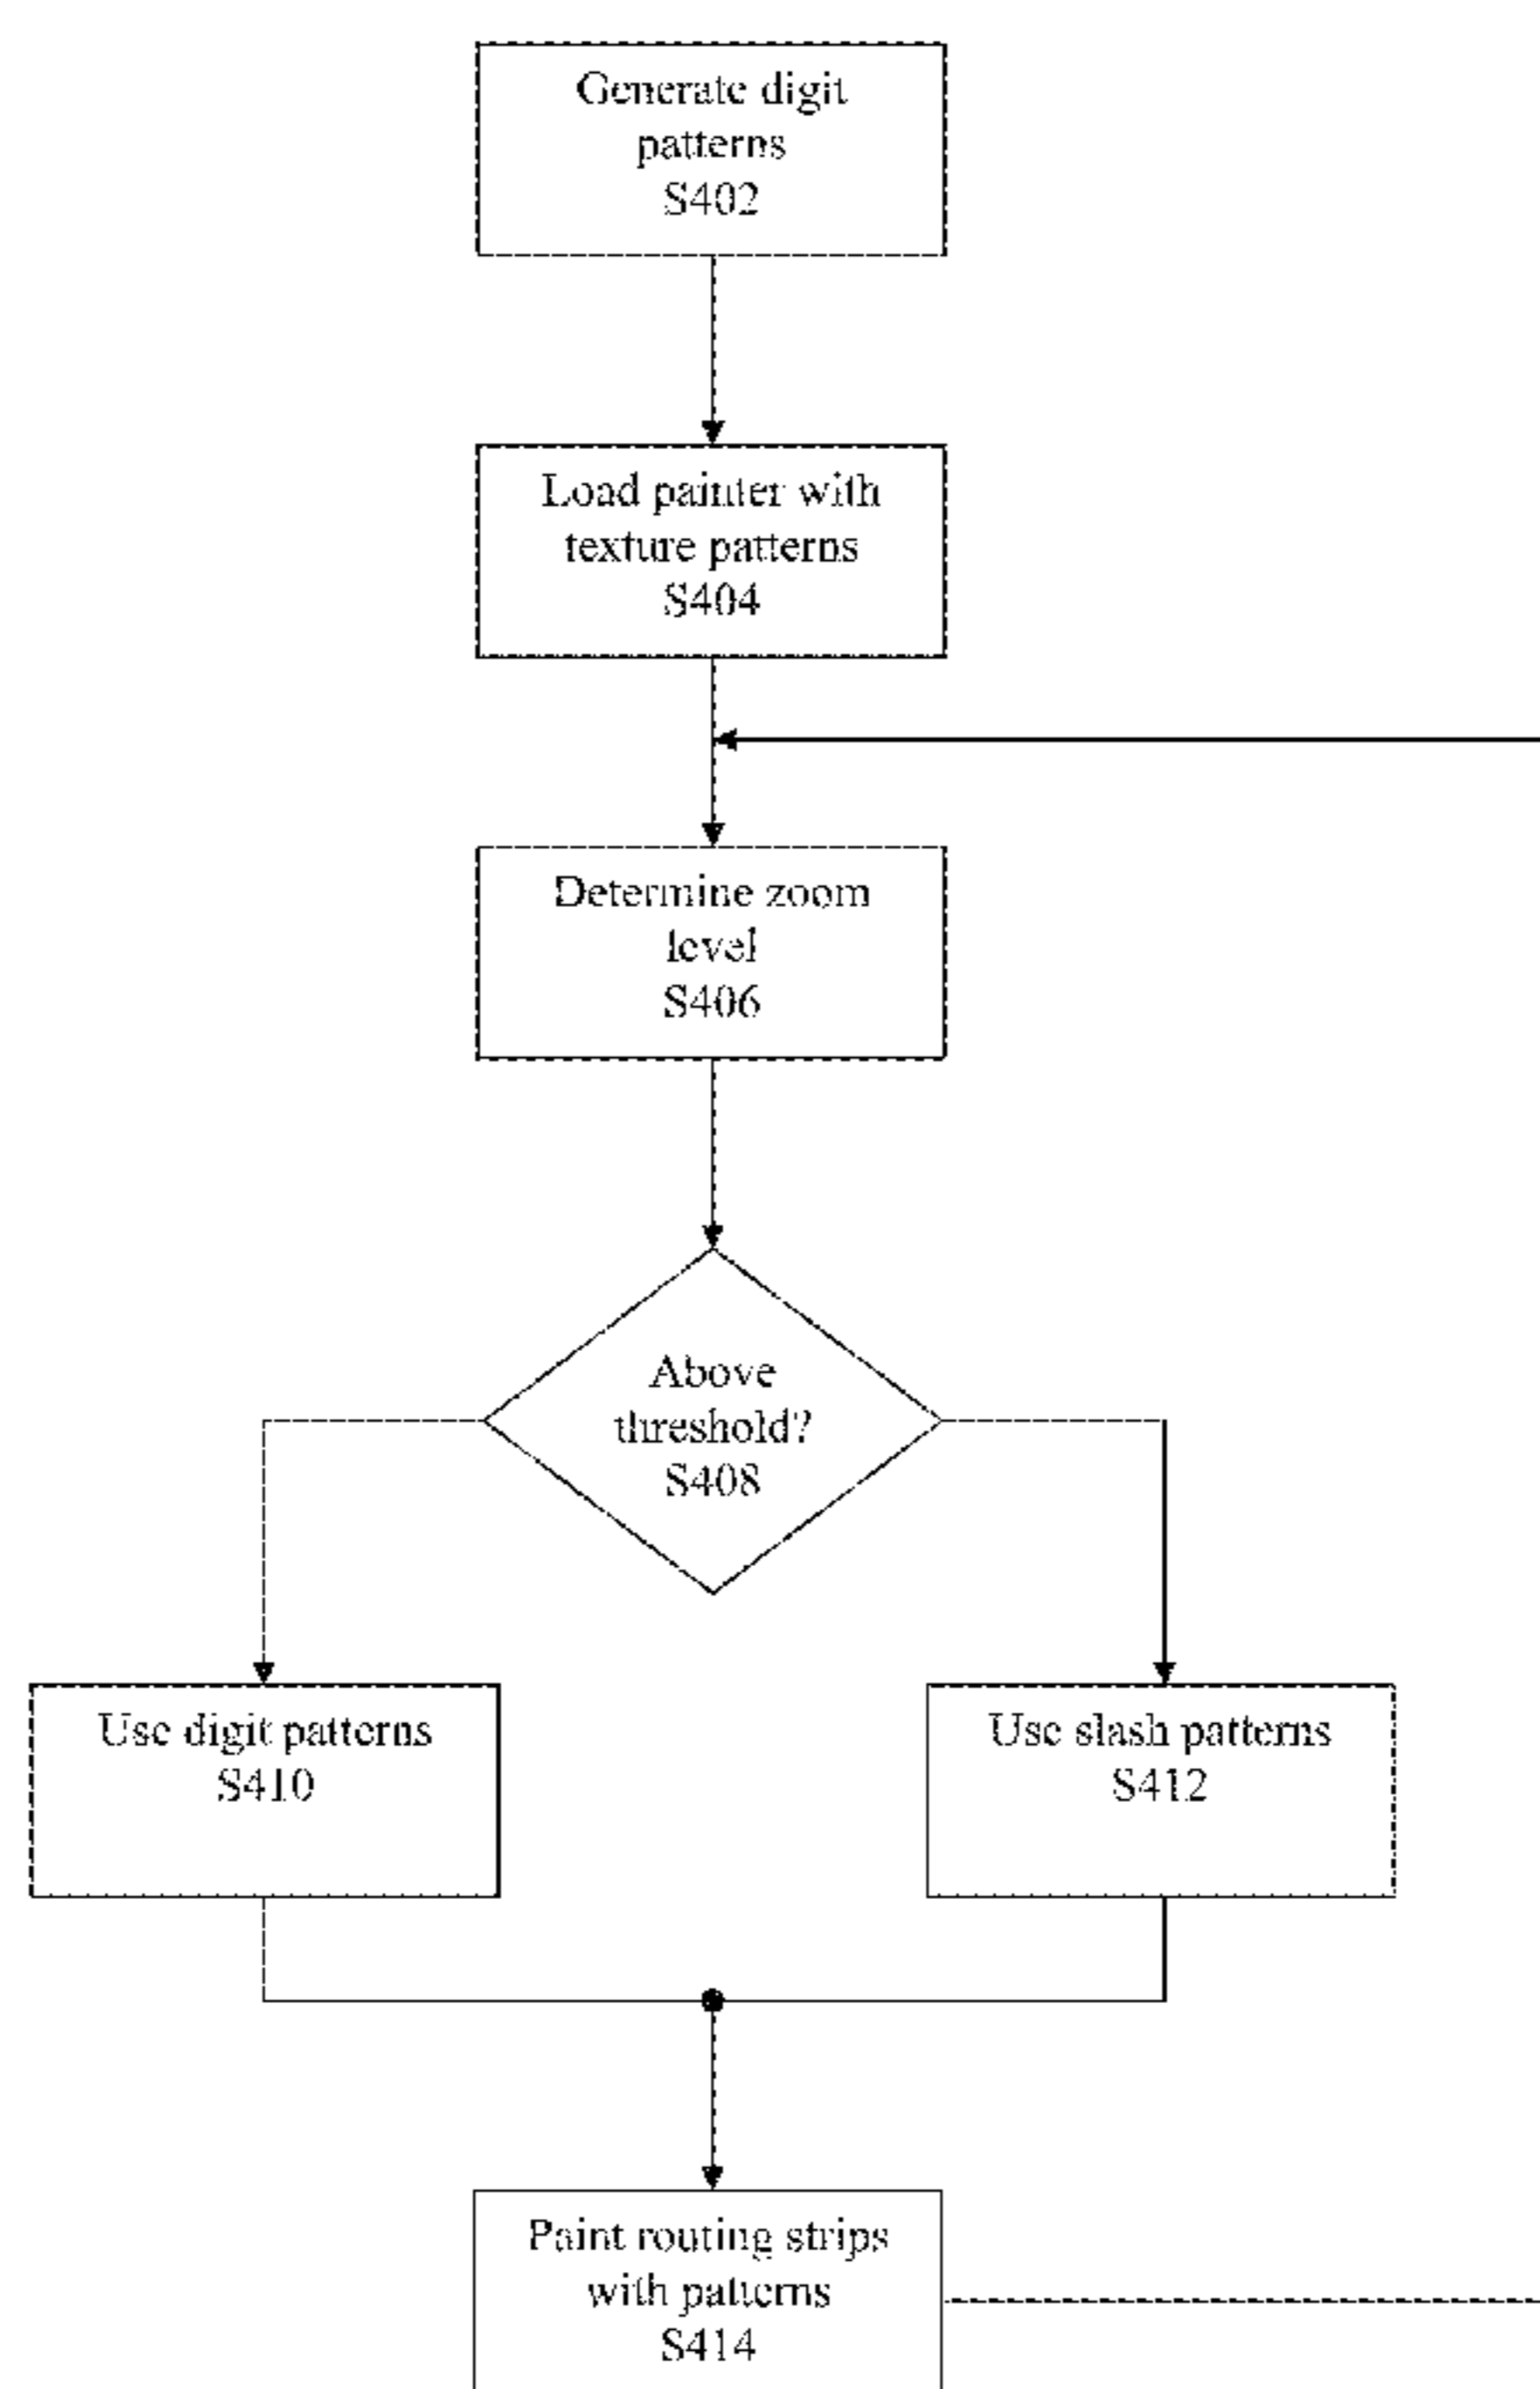 Generate digit
patterns
S402
Load painter with
texture patterns
S404
Determine zoom
level
S406
Above
threshold?
S408
Use digit patterns
S410
Use slash patterns
S412
Paint routing strips
with patterns
S414